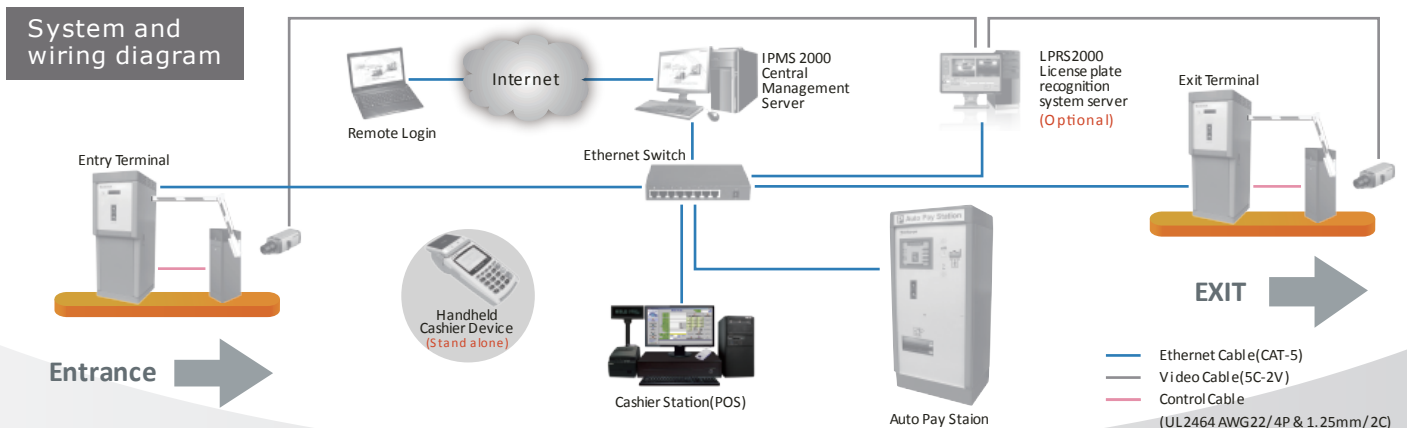 System and
wiring diagram
Remote Login
Internet
IPMS 2000
Central
Management
Server
LPRS2000
License plate
recognition
system server
(Optional)
Exit Terminal
Entry Terminal
Ethernet Switch
Auto Pay Station
Handheld
Cashier Device
(Stand alone)
Cashier Station(POS)
Auto Pay Staion
Entrance
EXIT
Ethernet Cable(CAT-5)
Video Cable(5C-2V)
Control Cable
(UL2464 AWG22/4P & 1.25mm/2C)